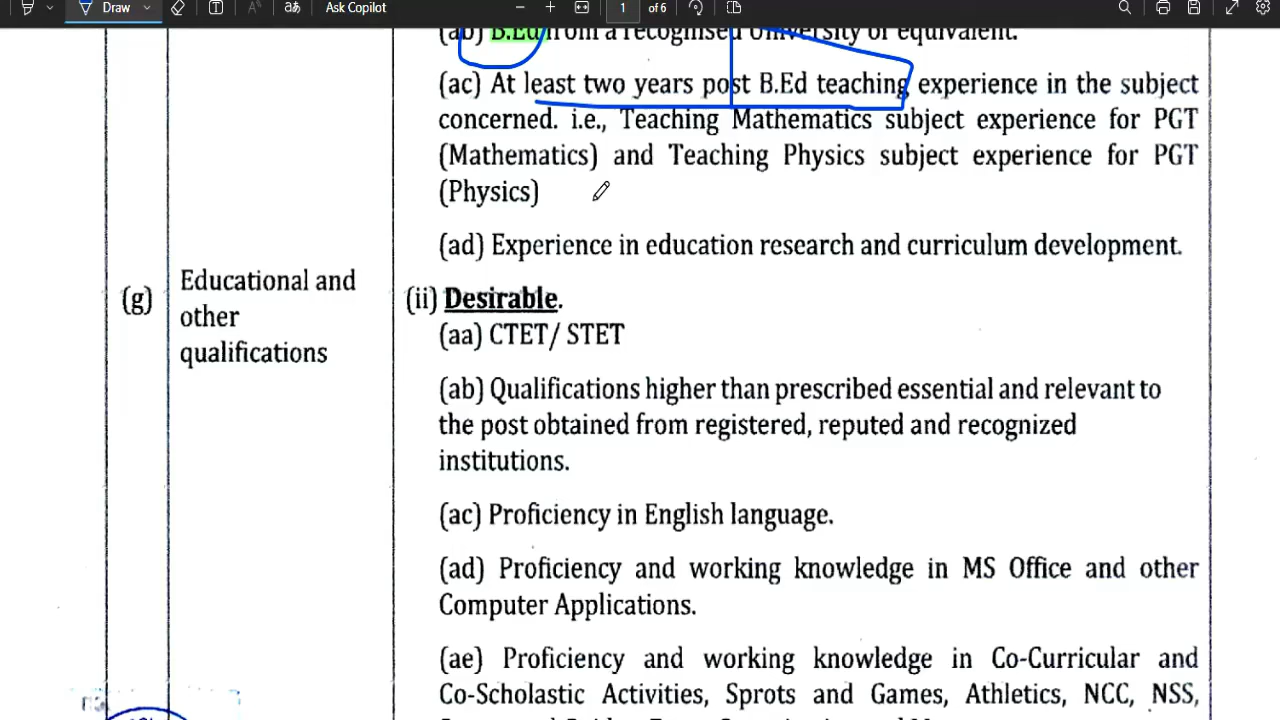 Draw
Ask Copilot
1 of 6
(ab) B.Ed from a recognised University or equivalent.
(ac) At least two years post B.Ed teaching experience in the subject
concerned. i.e., Teaching Mathematics subject experience for PGT
(Mathematics) and Teaching Physics subject experience for PGT
(Physics)
(ad) Experience in education research and curriculum development.
(g)
Educational and
other
qualifications
(ii) Desirable.
(aa) CTET/ STET
(ab) Qualifications higher than prescribed essential and relevant to
the post obtained from registered, reputed and recognized
institutions.
(ac) Proficiency in English language.
(ad) Proficiency and working knowledge in MS Office and other
Computer Applications.
(ae) Proficiency and working knowledge in Co-Curricular and
Co-Scholastic Activities, Sprots and Games, Athletics, NCC, NSS,